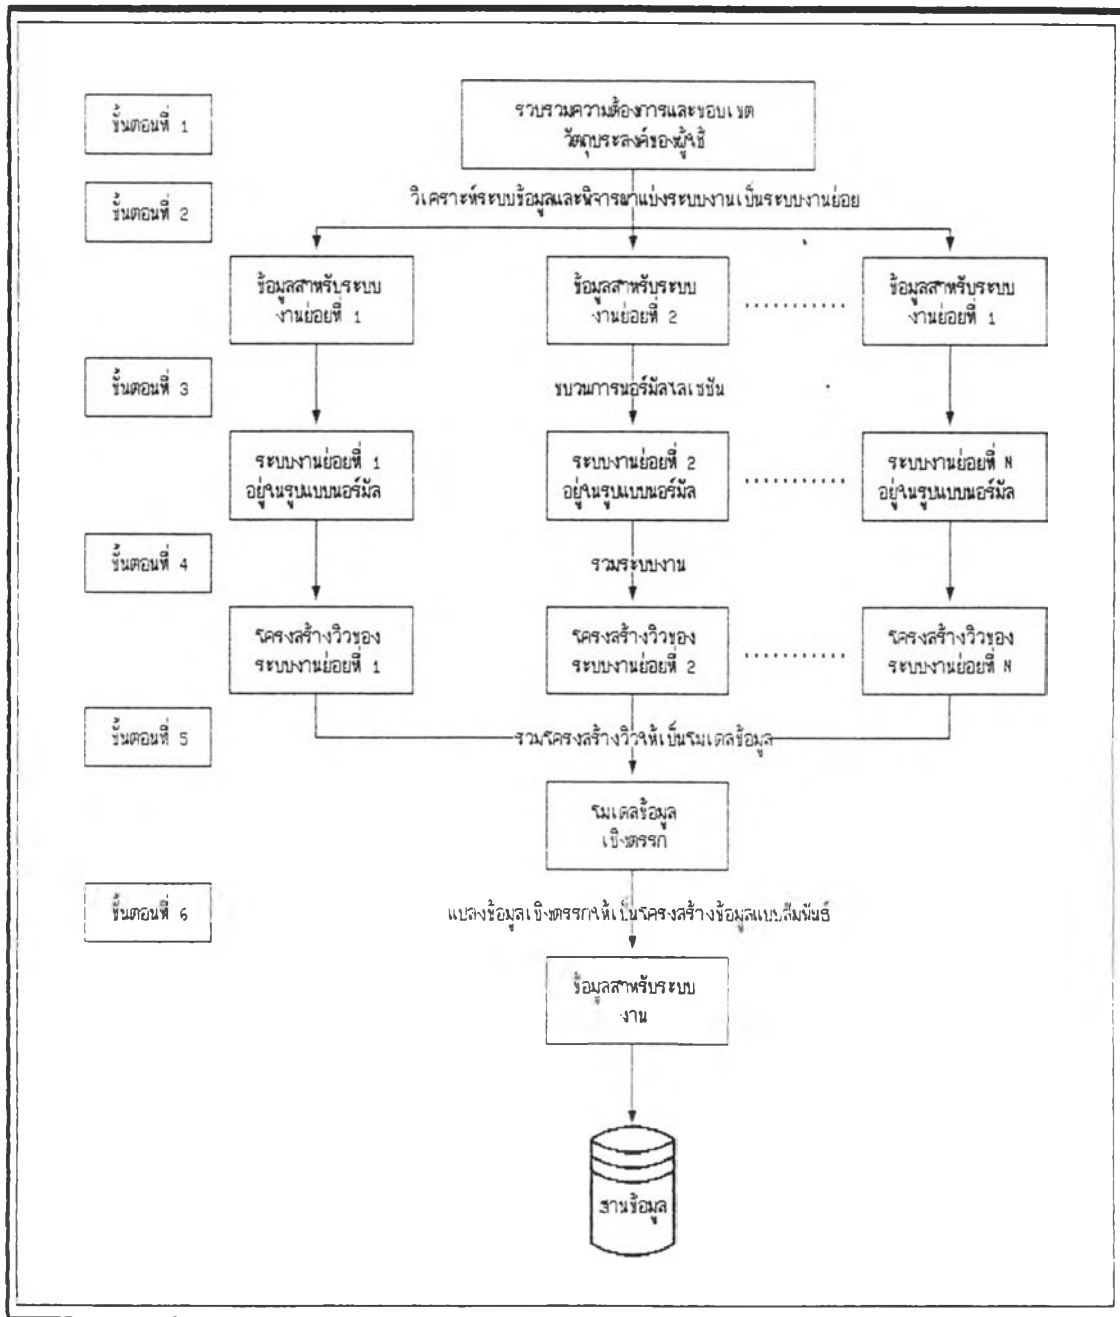 ขั้นตอนที่ 1
รวบรวมความต้องการและขอบเขต
วัตถุประสงค์ของผู้ใช้
ขั้นตอนที่ 2
วิเคราะห์ระบบข้อมูลและพิจารณาแบ่งระบบงานเป็นระบบงานย่อย
ข้อมูลสำหรับระบบ
งานย่อยที่ 1
ข้อมูลสำหรับระบบ
งานย่อยที่ 2
...........
ข้อมูลสำหรับระบบ
งานย่อยที่ 1
ขั้นตอนที่ 3
ขบวนการนอร์มัลไลเซชัน
ระบบงานย่อยที่ 1
อยู่ในรูปแบบนอร์มัล
ระบบงานย่อยที่ 2
อยู่ในรูปแบบนอร์มัล
...........
ระบบงานย่อยที่ N
อยู่ในรูปแบบนอร์มัล
ขั้นตอนที่ 4
รวมระบบงาน
โครงสร้างวิวของ
ระบบงานย่อยที่ 1
โครงสร้างวิวของ
ระบบงานย่อยที่ 2
...........
โครงสร้างวิวของ
ระบบงานย่อยที่ N
ขั้นตอนที่ 5
รวมโครงสร้างวิวให้เป็นโมเดลข้อมูล
โมเดลข้อมูล
เชิงตรรก
ขั้นตอนที่ 6
แปลงข้อมูลเชิงตรรกให้เป็นโครงสร้างข้อมูลแบบสัมพันธ์
ข้อมูลสำหรับระบบ
งาน
ฐานข้อมูล